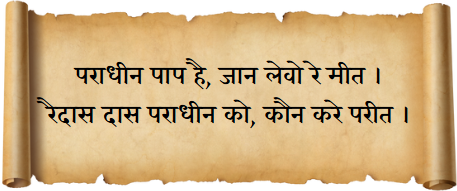 पराधीन पाप है, जान लेवो रे मीत ।
रैदास दास पराधीन को, कौन करे परीत ।